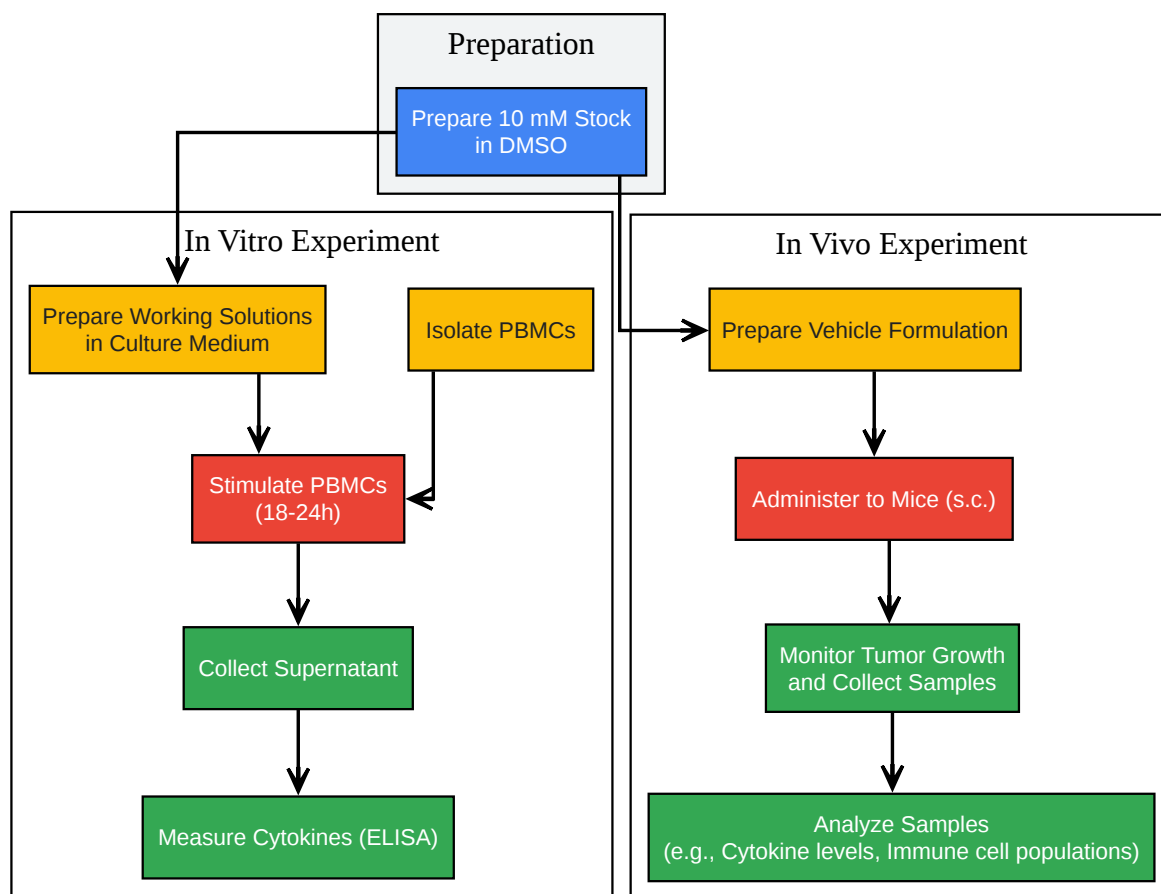 Preparation
Prepare 10 mM Stock
in DMSO
In Vitro Experiment
Prepare Working Solutions
in Culture Medium
Isolate PBMCs
Stimulate PBMCs
(18-24h)
Collect Supernatant
Measure Cytokines (ELISA)
In Vivo Experiment
Prepare Vehicle Formulation
Administer to Mice (s.c.)
Monitor Tumor Growth
and Collect Samples
Analyze Samples
(e.g., Cytokine levels, Immune cell populations)